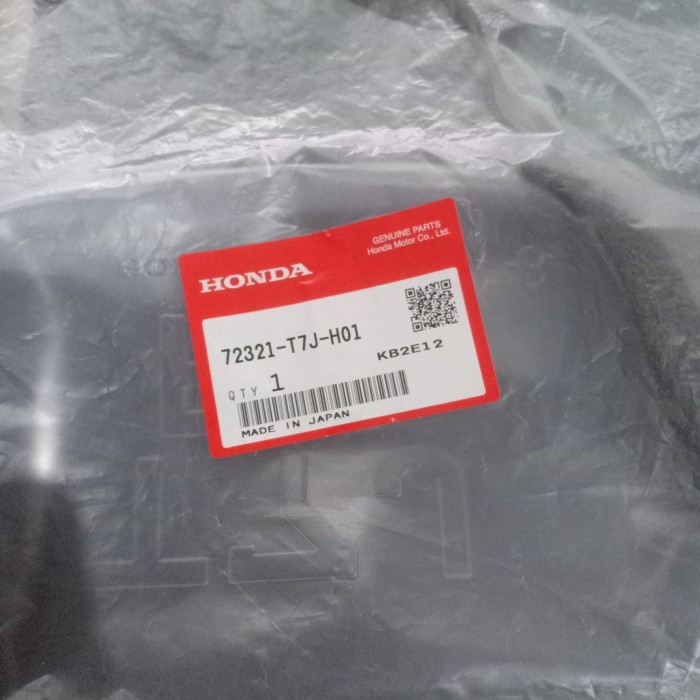 GENUINE PARTS
Honda Motor Co., Ltd.
HONDA
72321-T7J-H01
KB2E12
QTY 1
MADE IN JAPAN